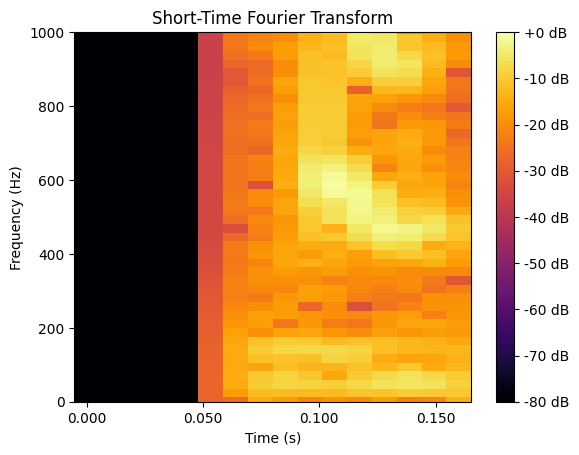 Short-Time Fourier Transform
1000
800
600
400
200
0
Frequency (Hz)
0.000
0.050
0.100
0.150
Time (s)
+0 dB
-10 dB
-20 dB
-30 dB
-40 dB
-50 dB
-60 dB
-70 dB
-80 dB